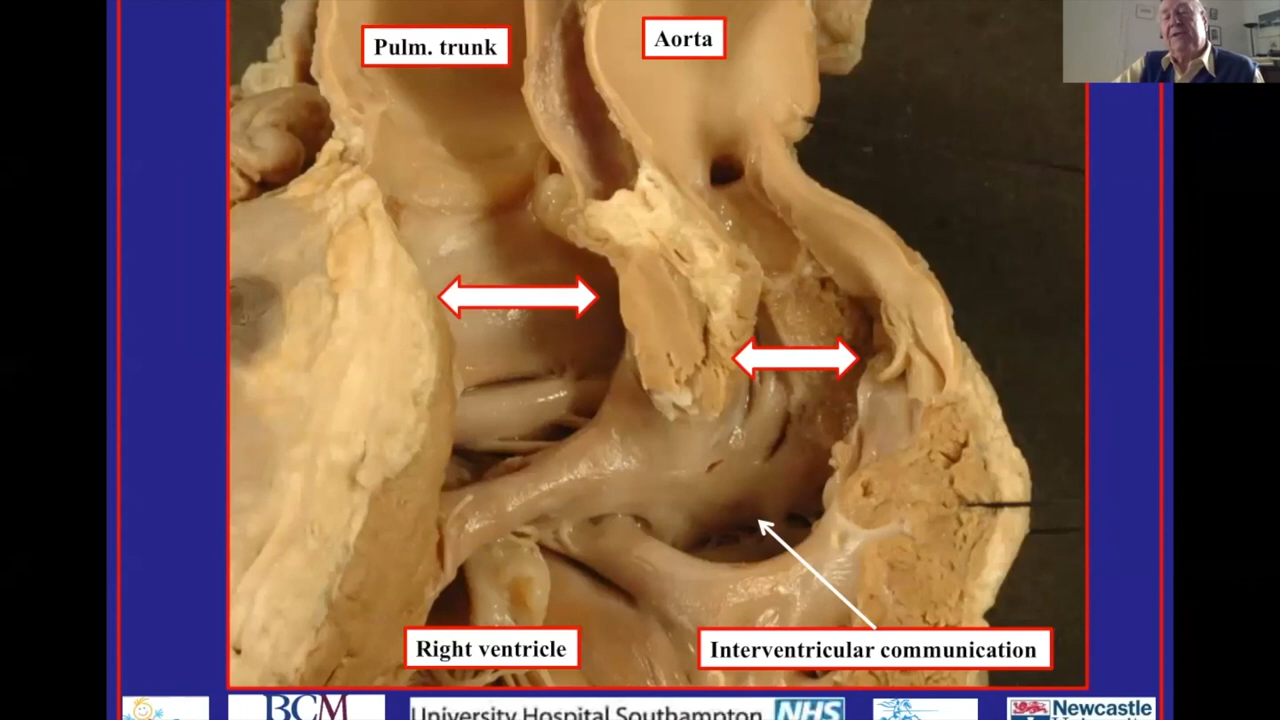 Pulm. trunk
Aorta
Right ventricle
Interventricular communication
BCM
University Hospital Southampton
NHS
Newcastle